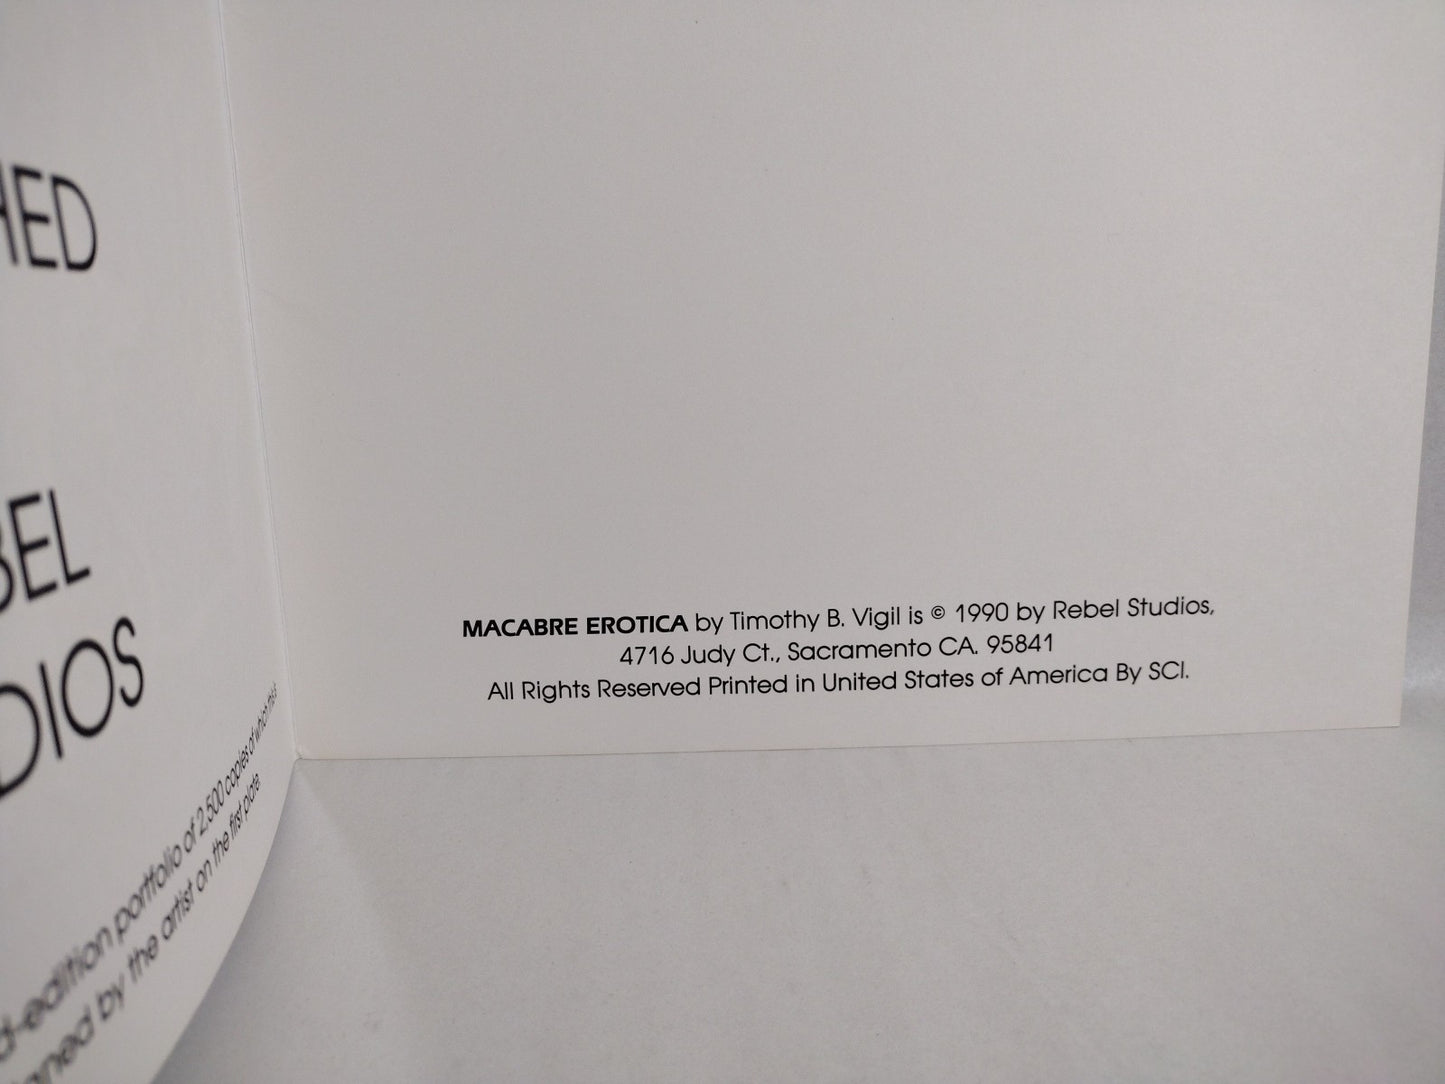 HED
BEL
DIOS
d-edition portfolio of 2,500 copies of which this
igned by the artist on the first plate.
MACABRE EROTICA by Timothy B. Vigil is © 1990 by Rebel Studios,
4716 Judy Ct., Sacramento CA. 95841
All Rights Reserved Printed in United States of America By SCI.